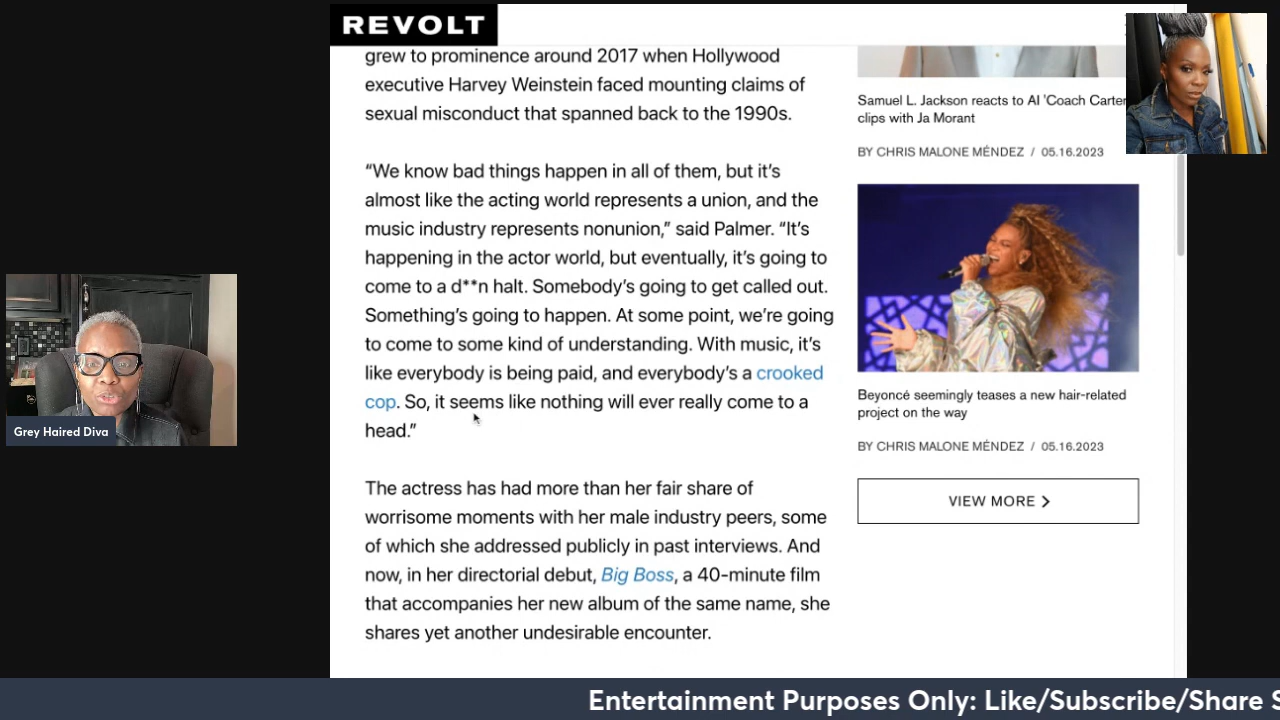 REVOLT
grew to prominence around 2017 when Hollywood
executive Harvey Weinstein faced mounting claims of
sexual misconduct that spanned back to the 1990s.
“We know bad things happen in all of them, but it’s
almost like the acting world represents a union, and the
music industry represents nonunion,” said Palmer. “It’s
happening in the actor world, but eventually, it’s going to
come to a d**n halt. Somebody’s going to get called out.
Something’s going to happen. At some point, we’re going
to come to some kind of understanding. With music, it’s
like everybody is being paid, and everybody’s a crooked
cop. So, it seems like nothing will ever really come to a
head.”
The actress has had more than her fair share of
worrisome moments with her male industry peers, some
of which she addressed publicly in past interviews. And
now, in her directorial debut, Big Boss, a 40-minute film
that accompanies her new album of the same name, she
shares yet another undesirable encounter.
Samuel L. Jackson reacts to AI 'Coach Carter
clips with Ja Morant
BY CHRIS MALONE MÉNDEZ / 05.16.2023
Beyoncé seemingly teases a new hair-related
project on the way
BY CHRIS MALONE MÉNDEZ / 05.16.2023
VIEW MORE >
Grey Haired Diva
Entertainment Purposes Only: Like/Subscribe/Share S